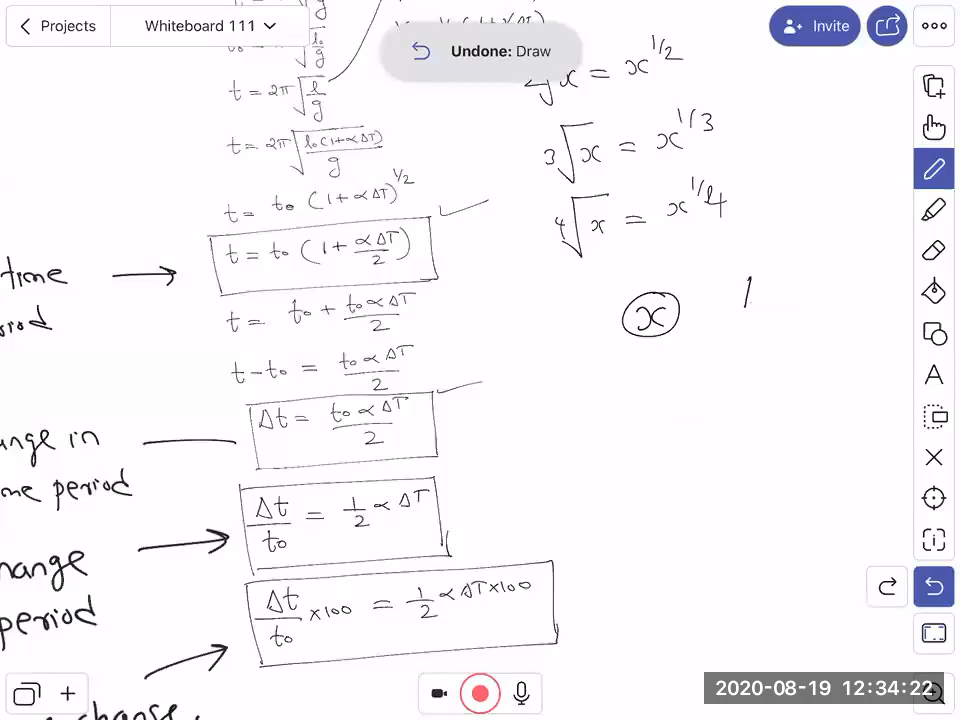 Projects
Whiteboard 111
Undone: Draw
Invite
t = 2π √(l/g)
t = 2π √(l₀(1+αΔT)/g)
t = t₀ (1+αΔT)^1/2
t = t₀ (1 + αΔT/2)
t = t₀ + t₀αΔT/2
t - t₀ = t₀αΔT/2
Δt = t₀αΔT/2
Δt/t₀ = 1/2 αΔT
Δt/t₀ ×100 = 1/2 αΔT×100
time
ange in
me period
hange
period
change
√x = x^1/2
3√x = x^1/3
4√x = x^1/4
x
2020-08-19 12:34:22